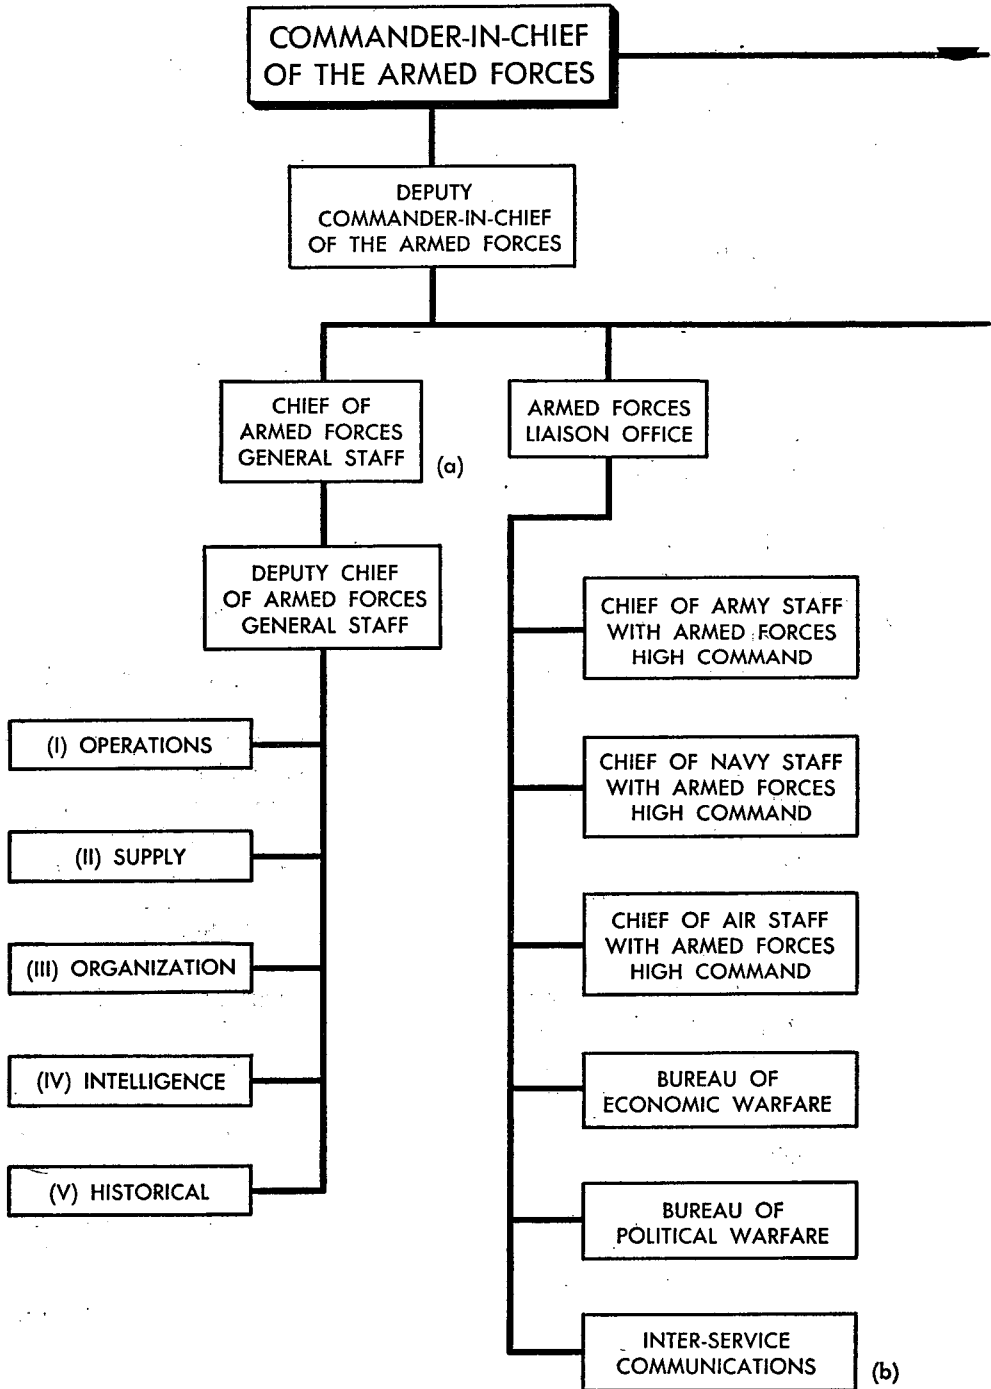 COMMANDER-IN-CHIEF
OF THE ARMED FORCES
DEPUTY
COMMANDER-IN-CHIEF
OF THE ARMED FORCES
CHIEF OF
ARMED FORCES
GENERAL STAFF
(a)
DEPUTY CHIEF
OF ARMED FORCES
GENERAL STAFF
(I) OPERATIONS
(II) SUPPLY
(III) ORGANIZATION
(IV) INTELLIGENCE
(V) HISTORICAL
ARMED FORCES
LIAISON OFFICE
CHIEF OF ARMY STAFF
WITH ARMED FORCES
HIGH COMMAND
CHIEF OF NAVY STAFF
WITH ARMED FORCES
HIGH COMMAND
CHIEF OF AIR STAFF
WITH ARMED FORCES
HIGH COMMAND
BUREAU OF
ECONOMIC WARFARE
BUREAU OF
POLITICAL WARFARE
INTER-SERVICE
COMMUNICATIONS
(b)